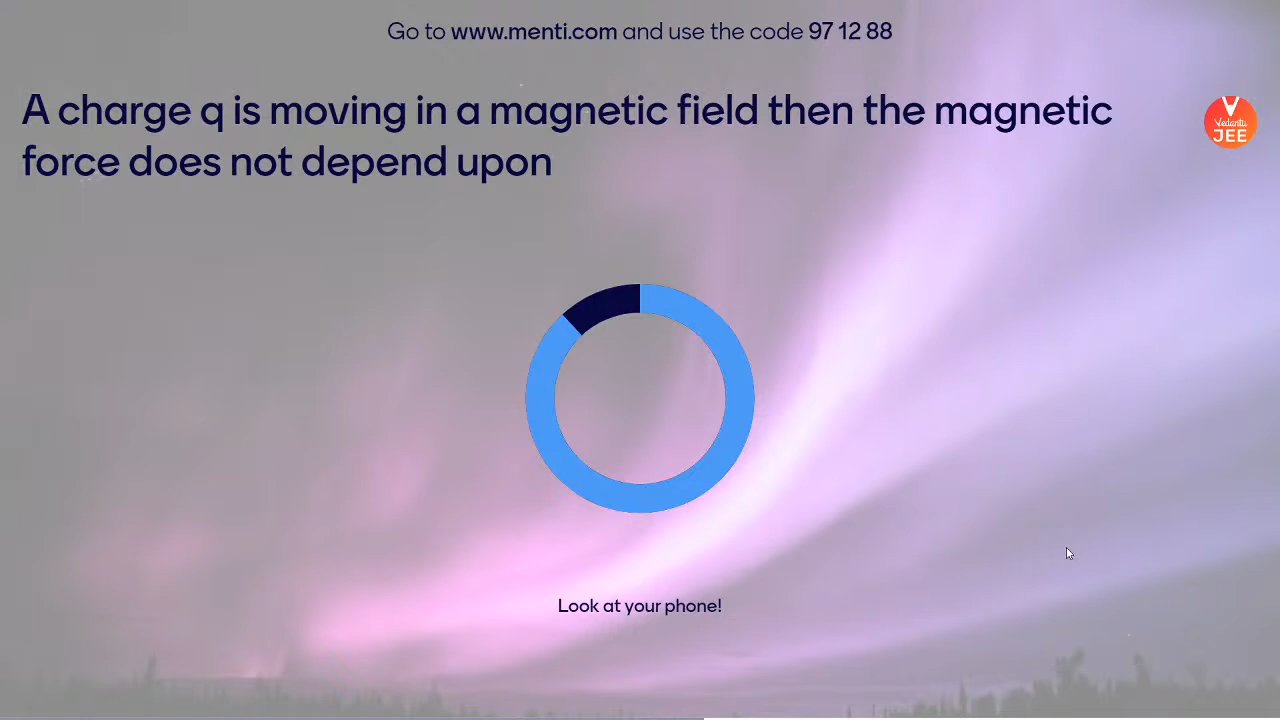 Go to www.menti.com and use the code 97 12 88
A charge q is moving in a magnetic field then the magnetic
force does not depend upon
Vedantu
JEE
Look at your phone!